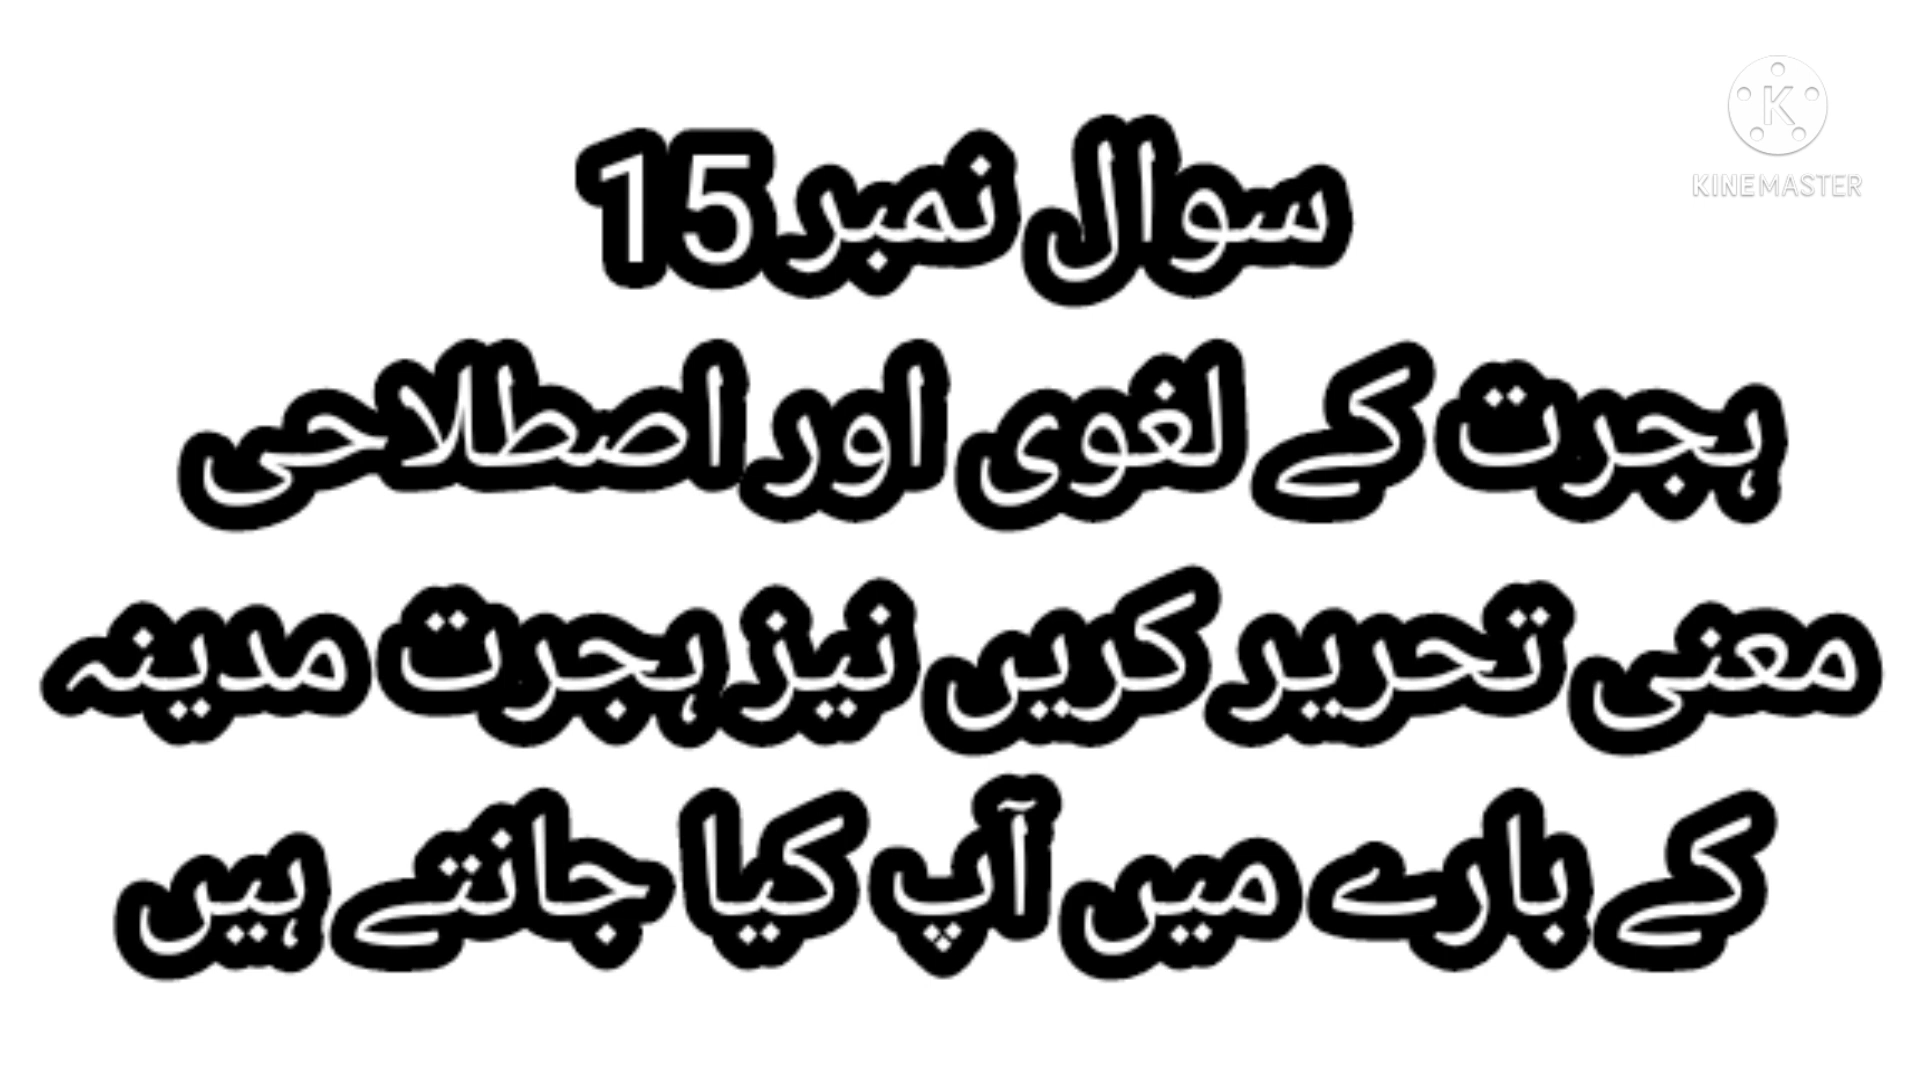 سوال نمبر 15
ہجرت کے لغوی اور اصطلاحی
معنی تحریر کریں نیز ہجرت مدینہ
کے بارے میں آپ کیا جانتے ہیں
K
KINEMASTER